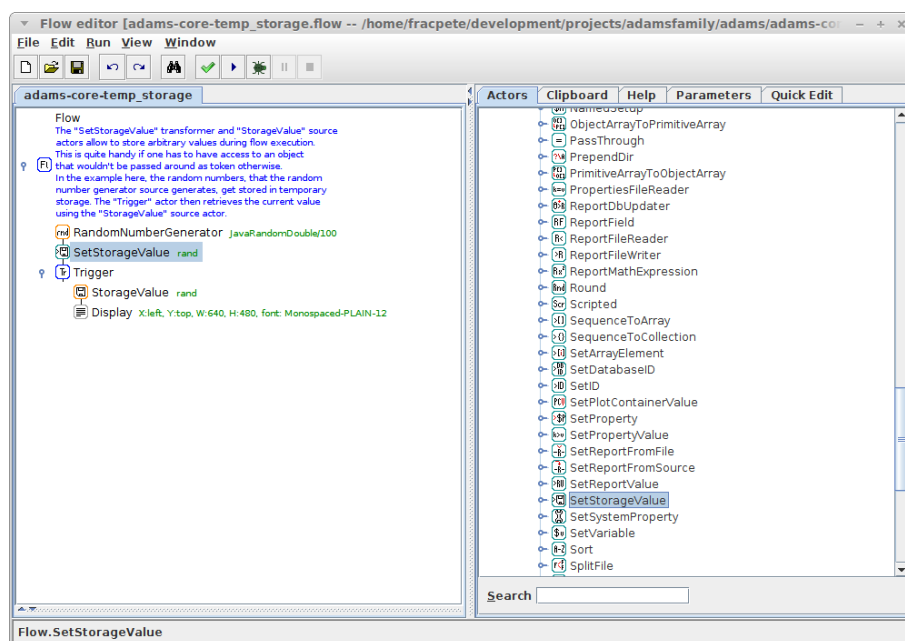 Flow editor [adams-core-temp_storage.flow -- /home/fracpete/development/projects/adamsfamily/adams/adams-co
File Edit Run View Window
adams-core-temp_storage
Flow
The "SetStorageValue" transformer and "StorageValue" source
actors allow to store arbitrary values during flow execution.
This is quite handy if one has to have access to an object
that wouldn't be passed around as token otherwise.
In the example here, the random numbers, that the random
number generator source generates, get stored in temporary
storage. The "Trigger" actor then retrieves the current value
using the "StorageValue" source actor.
RandomNumberGenerator JavaRandomDouble/100
SetStorageValue rand
Trigger
StorageValue rand
Display X:left, Y:top, W:640, H:480, font: Monospaced-PLAIN-12
Actors Clipboard Help Parameters Quick Edit
NamedSetup
ObjectArrayToPrimitiveArray
PassThrough
PrependDir
PrimitiveArrayToObjectArray
PropertiesFileReader
ReportDbUpdater
ReportField
ReportFileReader
ReportFileWriter
ReportMathExpression
Round
Scripted
SequenceToArray
SequenceToCollection
SetArrayElement
SetDatabaseID
SetID
SetPlotContainerValue
SetProperty
SetPropertyValue
SetReportFromFile
SetReportFromSource
SetReportValue
SetStorageValue
SetSystemProperty
SetVariable
Sort
SplitFile
Search
Flow.SetStorageValue